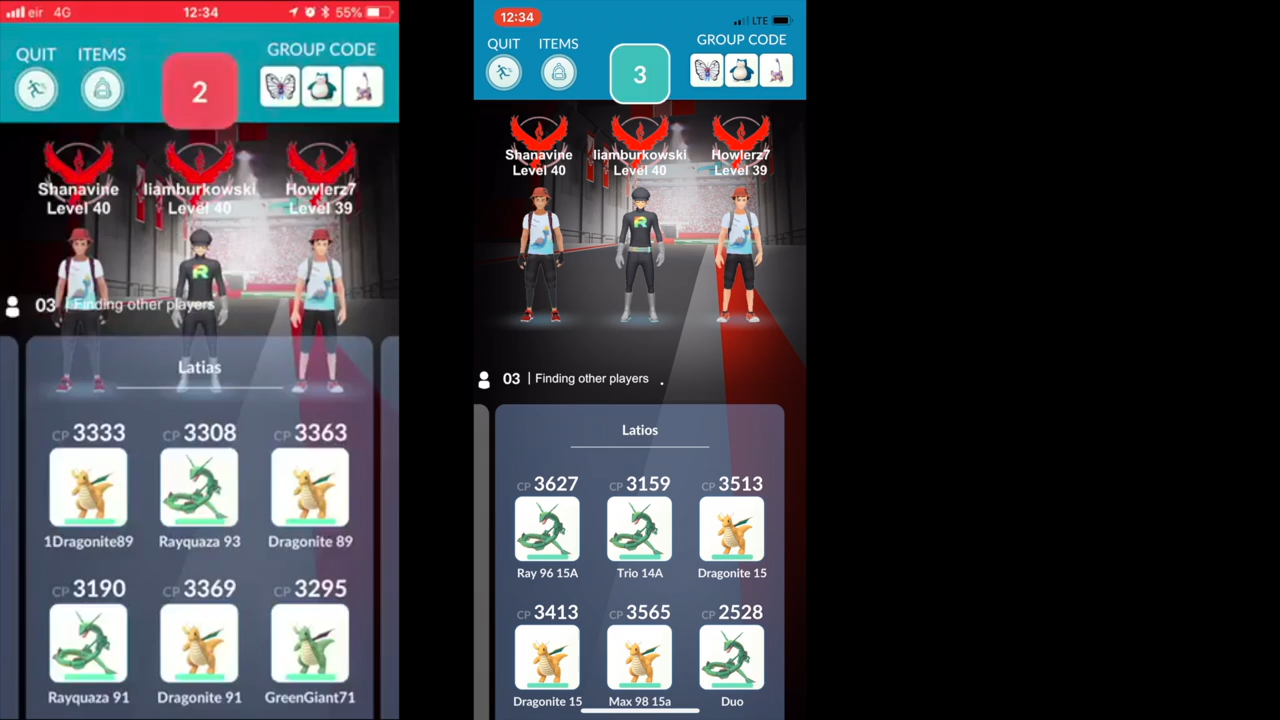 eir 4G 12:34 55%
QUIT ITEMS 2 GROUP CODE
Shanavine liamburkowski Howlerz7
Level 40 Level 40 Level 39
R
03 | Finding other players
Latias
CP 3333 CP 3308 CP 3363
1Dragonite89 Rayquaza 93 Dragonite 89
CP 3190 CP 3369 CP 3295
Rayquaza 91 Dragonite 91 GreenGiant71
12:34 LTE
QUIT ITEMS 3 GROUP CODE
Shanavine liamburkowski Howlerz7
Level 40 Level 40 Level 39
R
03 | Finding other players .
Latios
CP 3627 CP 3159 CP 3513
Ray 96 15A Trio 14A Dragonite 15
CP 3413 CP 3565 CP 2528
Dragonite 15 Max 98 15a Duo